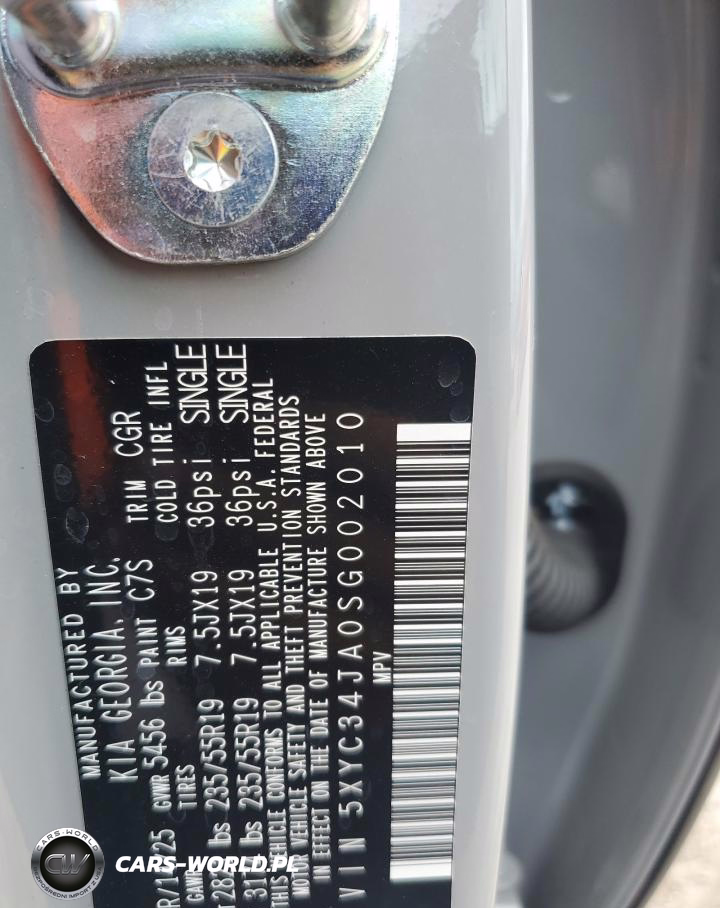 MANUFACTURED BY
KIA GEORGIA, INC.
GVWR 5456 lbs PAINT C7S TRIM CGR
TIRES RIMS COLD TIRE INFL
lbs 235/55R19 7.5JX19 36psi SINGLE
lbs 235/55R19 7.5JX19 36psi SINGLE
THIS VEHICLE CONFORMS TO ALL APPLICABLE U.S.A. FEDERAL
MOTOR VEHICLE SAFETY AND THEFT PREVENTION STANDARDS
IN EFFECT ON THE DATE OF MANUFACTURE SHOWN ABOVE
VIN 5XYC34JA0SG002010
MPV
CARS-WORLD
CW
CARS-WORLD.PL